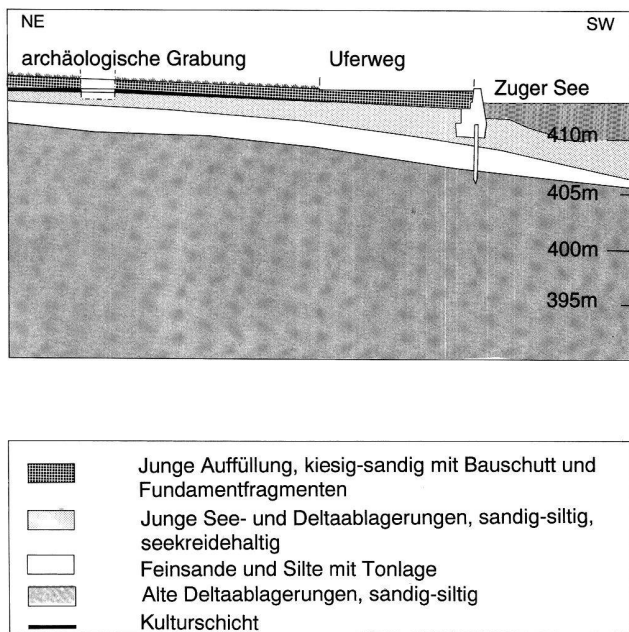 NE
SW
archäologische Grabung
Uferweg
Zuger See
410m
405m
400m
395m
Junge Auffüllung, kiesig-sandig mit Bauschutt und
Fundamentfragmenten
Junge See- und Deltaablagerungen, sandig-siltig,
seekreidehaltig
Feinsande und Silte mit Tonlage
Alte Deltaablagerungen, sandig-siltig
Kulturschicht